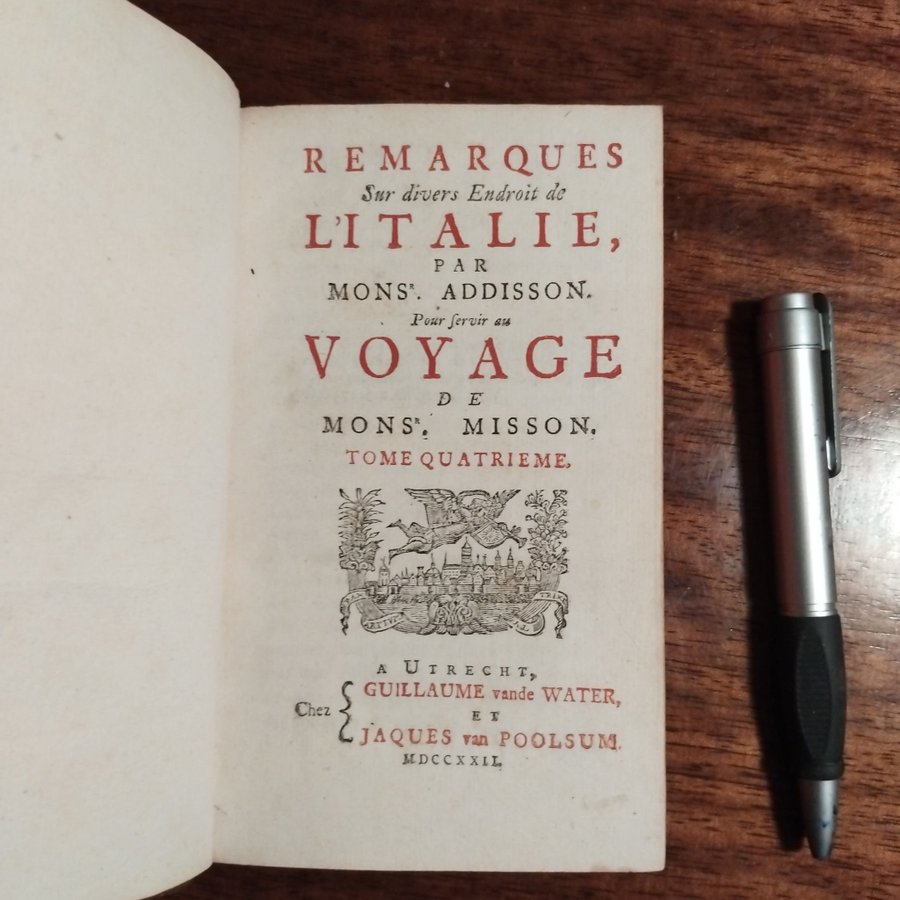 REMARQUES
Sur divers Endroit de
L'ITALIE,
PAR
MONSR. ADDISSON.
Pour ſervir au
VOYAGE
DE
MONSR. MISSON.
TOME QUATRIEME.
A UTRECHT,
Chez { GUILLAUME vande WATER,
ET
JAQUES van POOLSUM.
MDCCXXII.